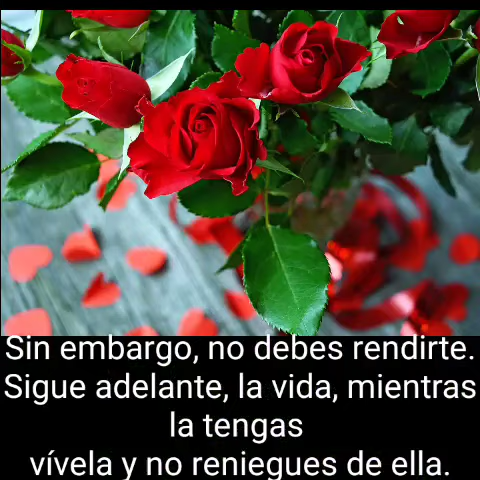 Sin embargo, no debes rendirte.
Sigue adelante, la vida, mientras
la tengas
vívela y no reniegues de ella.